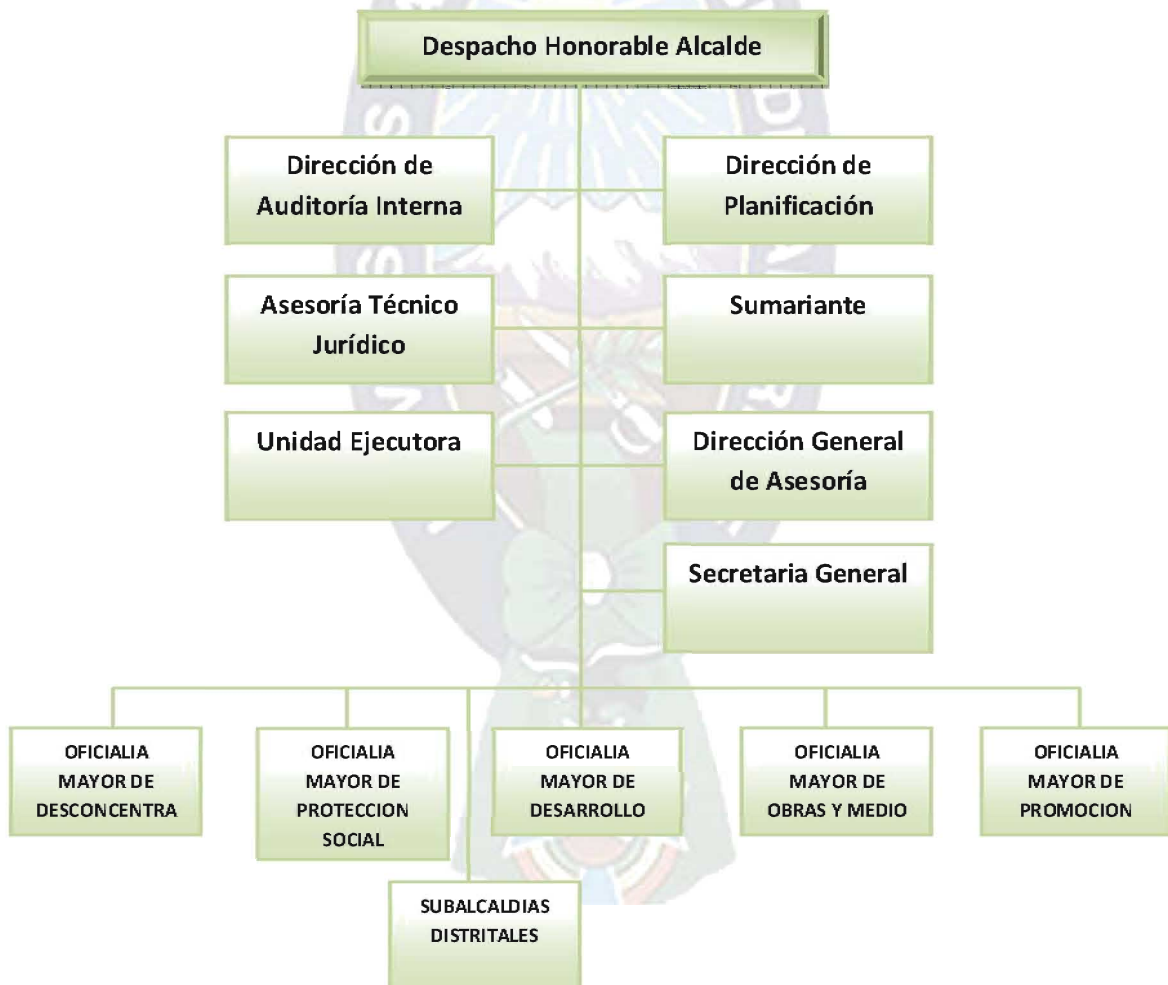 Despacho Honorable Alcalde
Dirección de
Auditoría Interna
Dirección de
Planificación
Asesoría Técnico
Jurídico
Sumariante
Unidad Ejecutora
Dirección General
de Asesoría
Secretaria General
OFICIALIA
MAYOR DE
DESCONCENTRA
OFICIALIA
MAYOR DE
PROTECCION
SOCIAL
OFICIALIA
MAYOR DE
DESARROLLO
OFICIALIA
MAYOR DE
OBRAS Y MEDIO
OFICIALIA
MAYOR DE
PROMOCION
SUBALCALDIAS
DISTRITALES